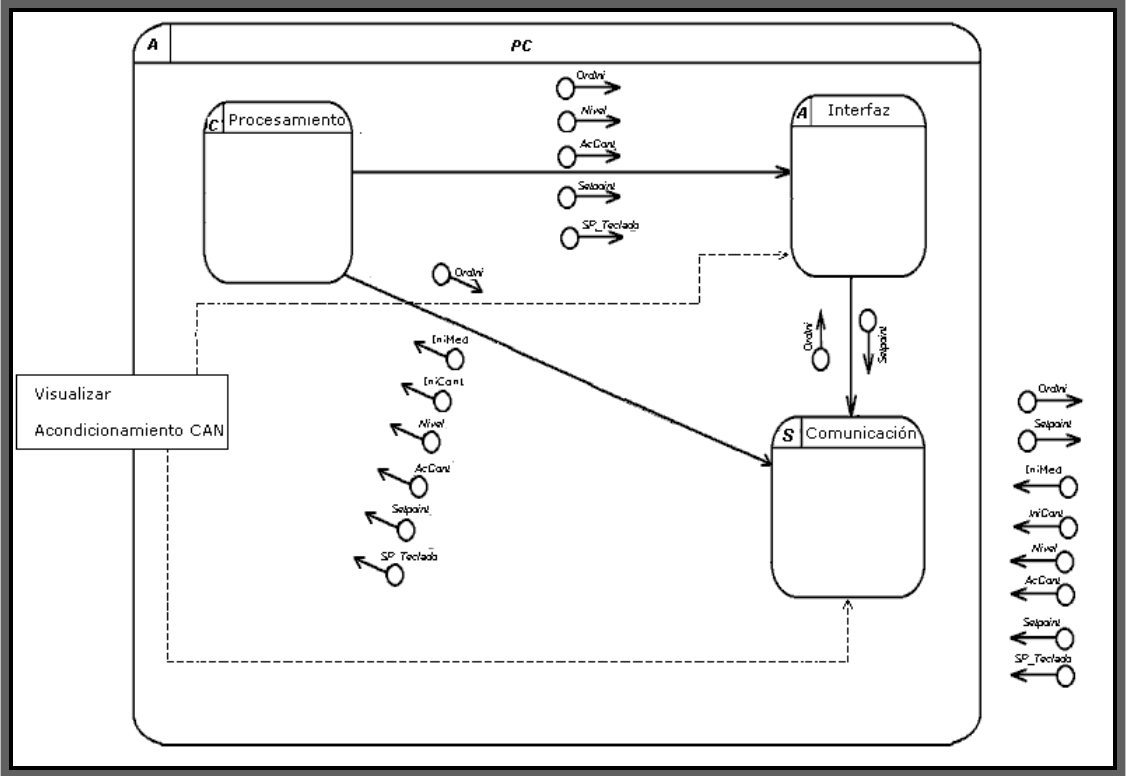 A
PC
OrdIni
Nivel
AcCont
Setpoint
SP_Teclado
C
Procesamiento
A
Interfaz
OrdIni
IniMed
IniCont
Nivel
AcCont
Setpoint
SP_Teclado
OrdIni
Setpoint
Visualizar
Acondicionamiento CAN
S
Comunicación
OrdIni
Setpoint
IniMed
IniCont
Nivel
AcCont
Setpoint
SP_Teclado